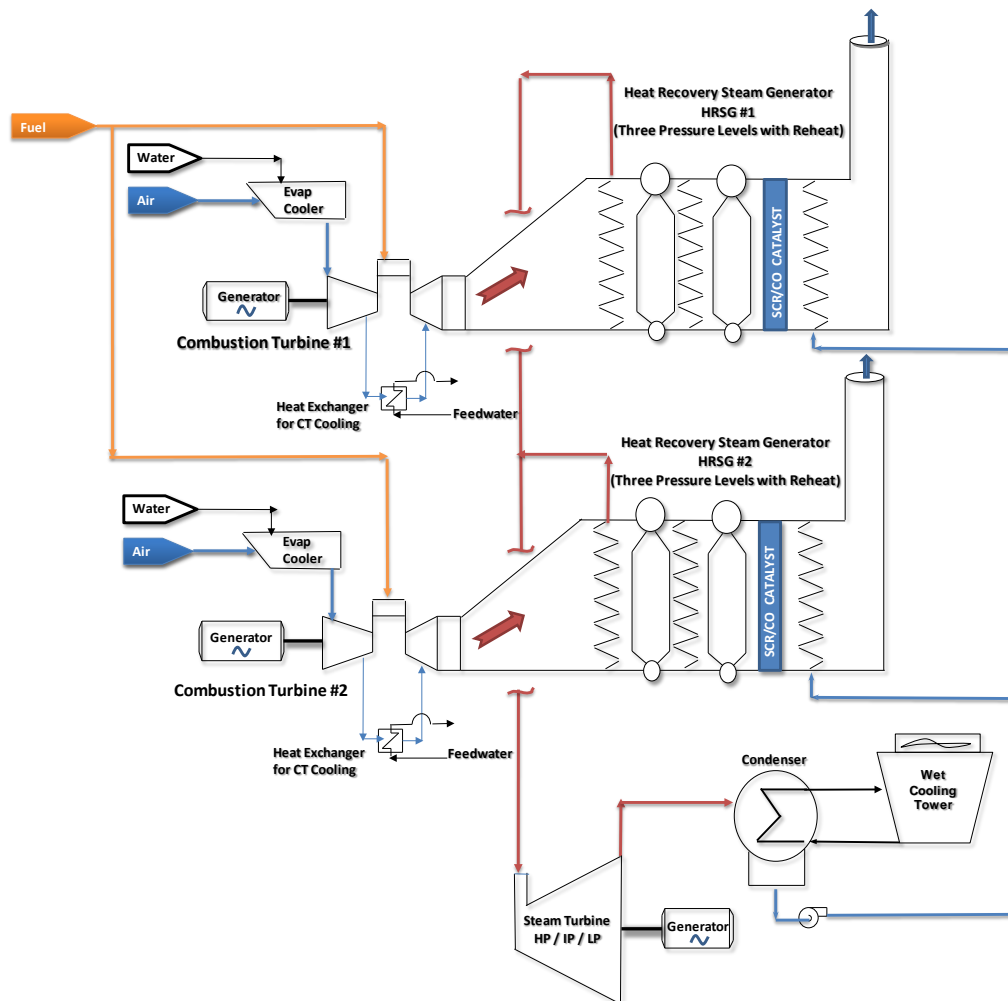 Heat Recovery Steam Generator
HRSG #1
(Three Pressure Levels with Reheat)
Fuel
Water
Air
Evap
Cooler
SCR/CO CATALYST
Generator
Combustion Turbine #1
Heat Exchanger
for CT Cooling
Feedwater
Heat Recovery Steam Generator
HRSG #2
(Three Pressure Levels with Reheat)
Water
Air
Evap
Cooler
SCR/CO CATALYST
Generator
Combustion Turbine #2
Heat Exchanger
for CT Cooling
Feedwater
Condenser
Wet
Cooling
Tower
Steam Turbine
HP / IP / LP
Generator